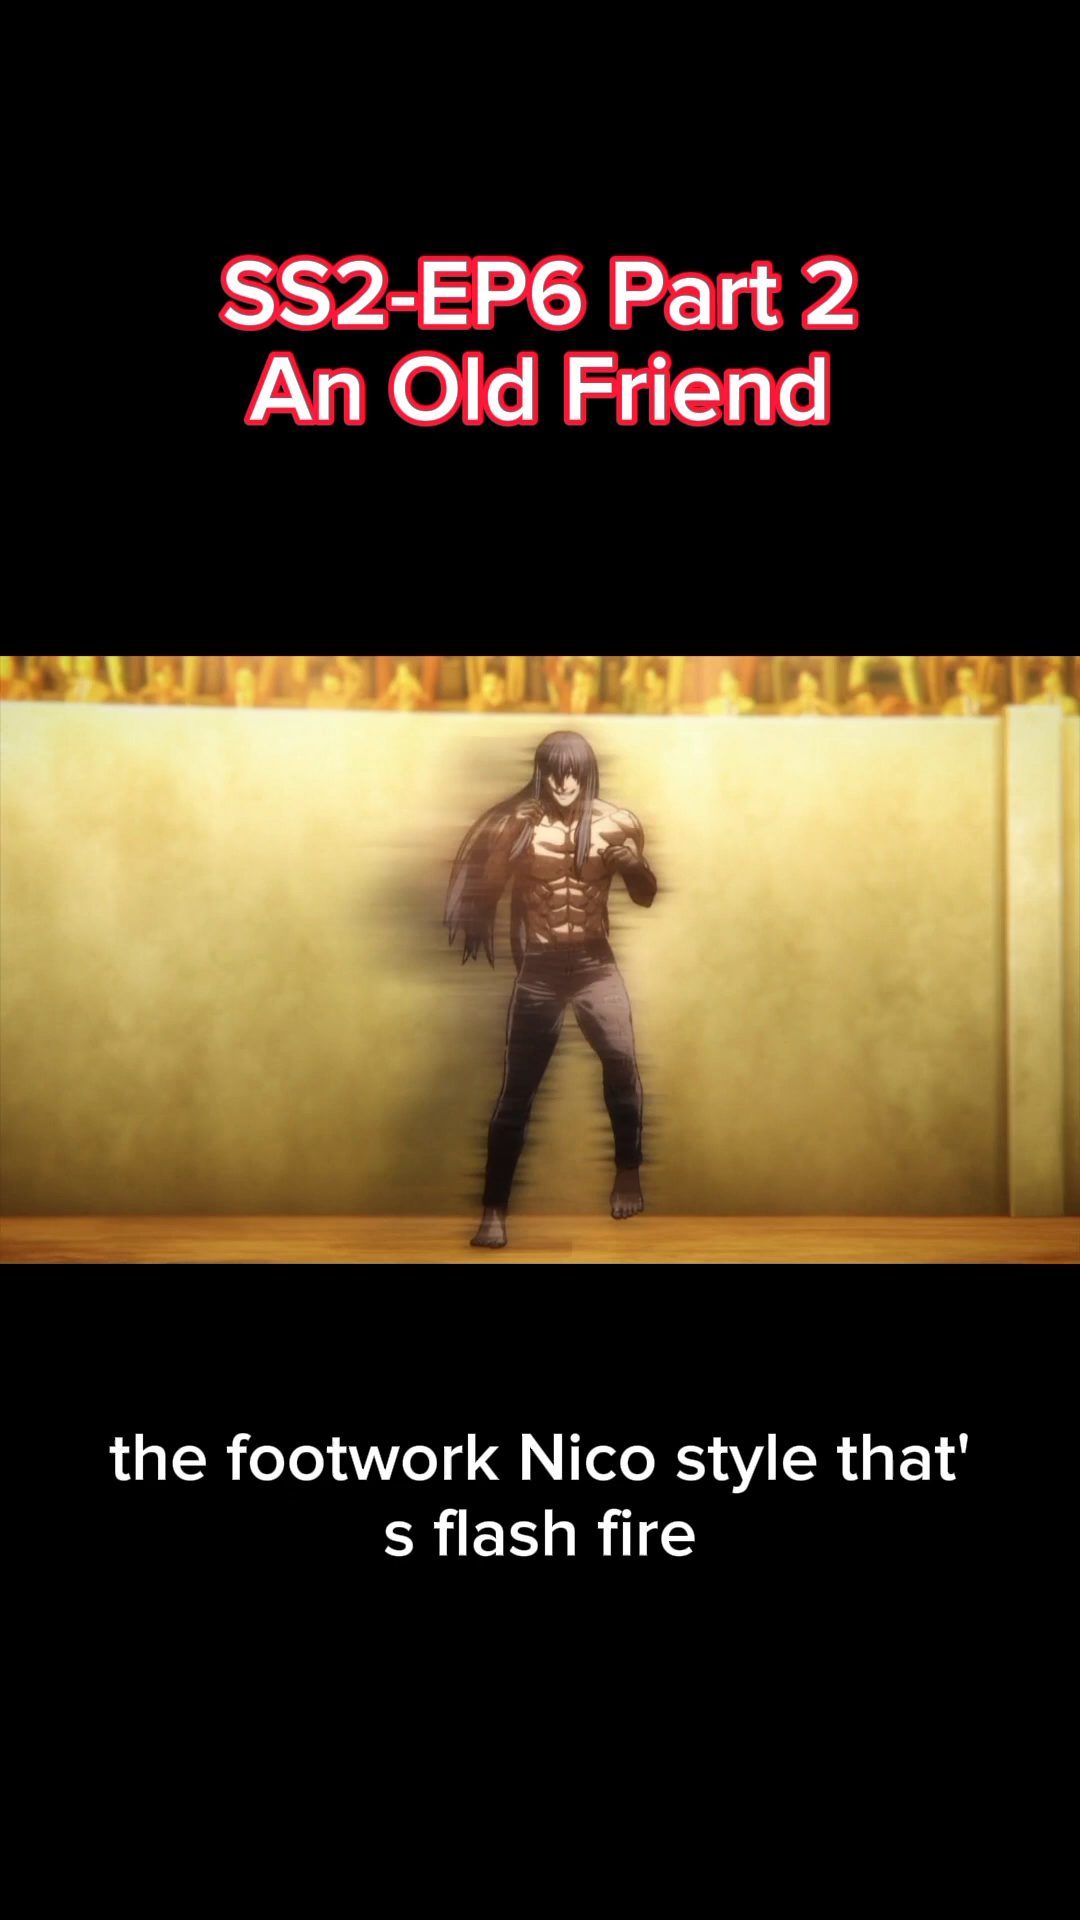 SS2-EP6 Part 2
An Old Friend
the footwork Nico style that'
s flash fire